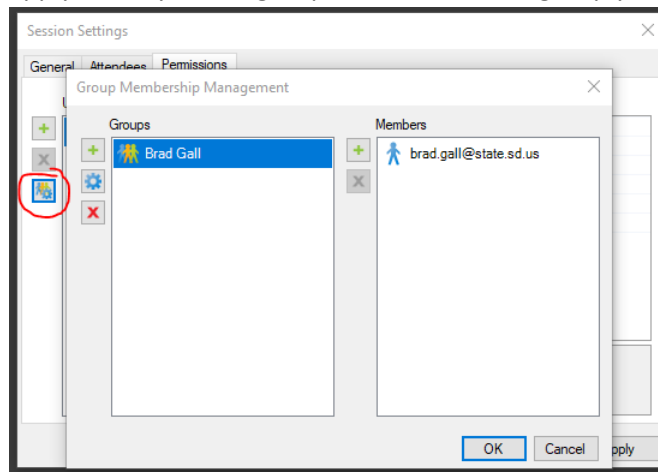 Session Settings
General Attendees Permissions
Group Membership Management
Groups
Members
Brad Gall
brad.gall@state.sd.us
OK
Cancel